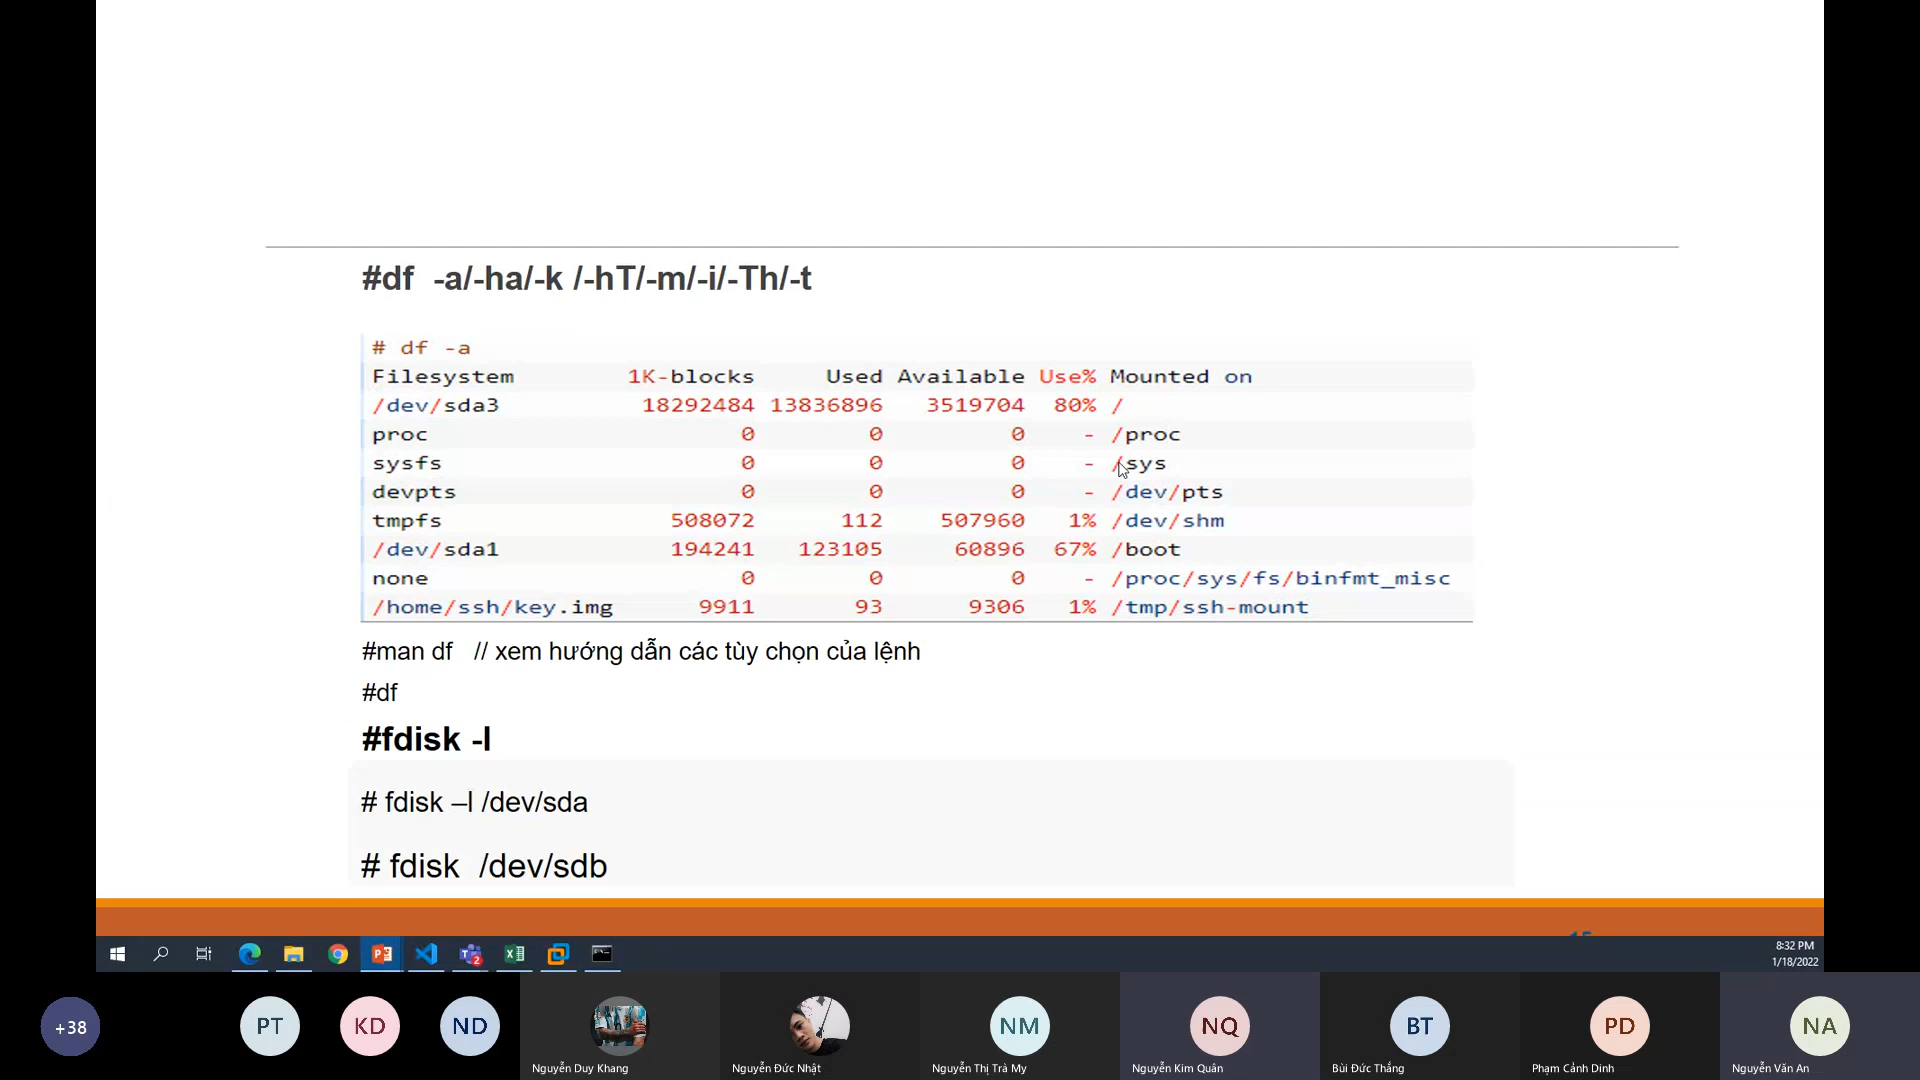 #df  -a/-ha/-k /-hT/-m/-i/-Th/-t
# df -a
Filesystem 1K-blocks Used Available Use% Mounted on
/dev/sda3 18292484 13836896 3519704 80% /
proc 0 0 0 - /proc
sysfs 0 0 0 - /sys
devpts 0 0 0 - /dev/pts
tmpfs 508072 112 507960 1% /dev/shm
/dev/sda1 194241 123105 60896 67% /boot
none 0 0 0 - /proc/sys/fs/binfmt_misc
/home/ssh/key.img 9911 93 9306 1% /tmp/ssh-mount
#man df   // xem hướng dẫn các tùy chọn của lệnh
#df
#fdisk -l
# fdisk –l /dev/sda
# fdisk  /dev/sdb
8:32 PM
1/18/2022
+38 PT KD ND NM NQ BT PD NA
Nguyễn Duy Khang Nguyễn Đức Nhật Nguyễn Thị Trà My Nguyễn Kim Quân Bùi Đức Thắng Phạm Cảnh Dinh Nguyễn Văn An